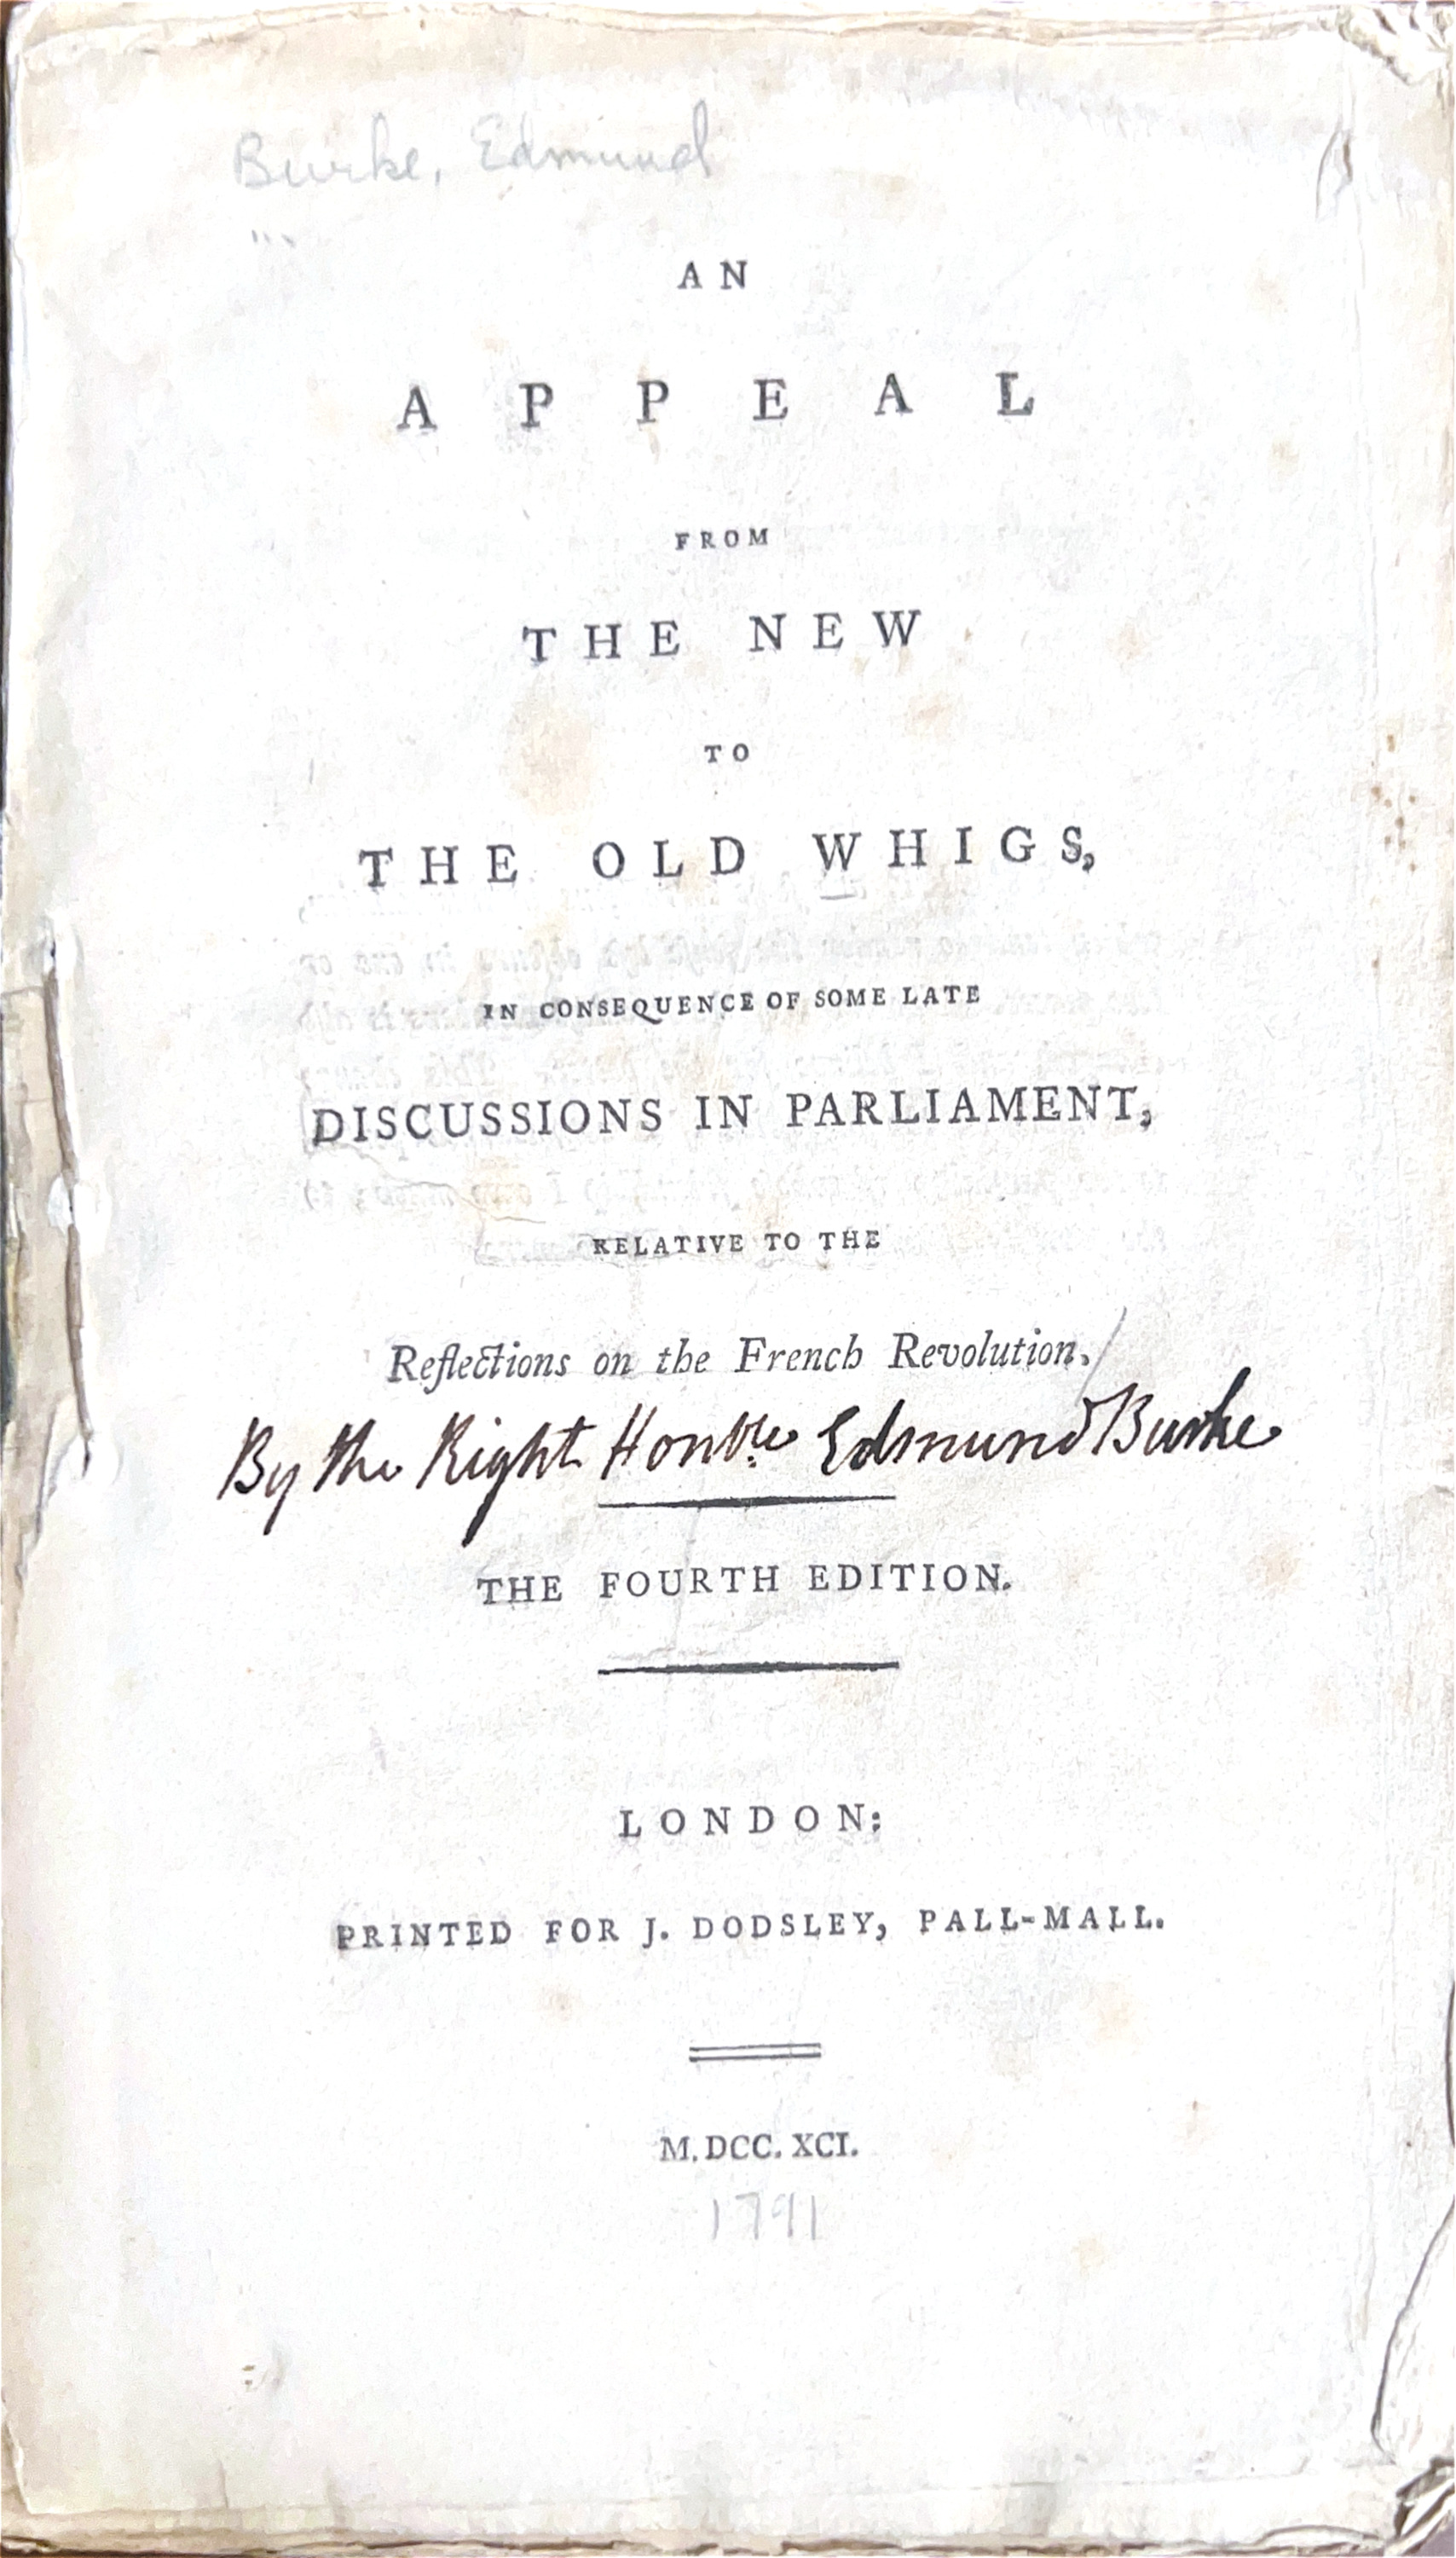 Burke, Edmund
AN
APPEAL
FROM
THE NEW
TO
THE OLD WHIGS,
IN CONSEQUENCE OF SOME LATE
DISCUSSIONS IN PARLIAMENT,
RELATIVE TO THE
Reflections on the French Revolution.
By the Right Honble Edmund Burke
THE FOURTH EDITION.
LONDON:
PRINTED FOR J. DODSLEY, PALL-MALL.
M.DCC.XCI.
1791